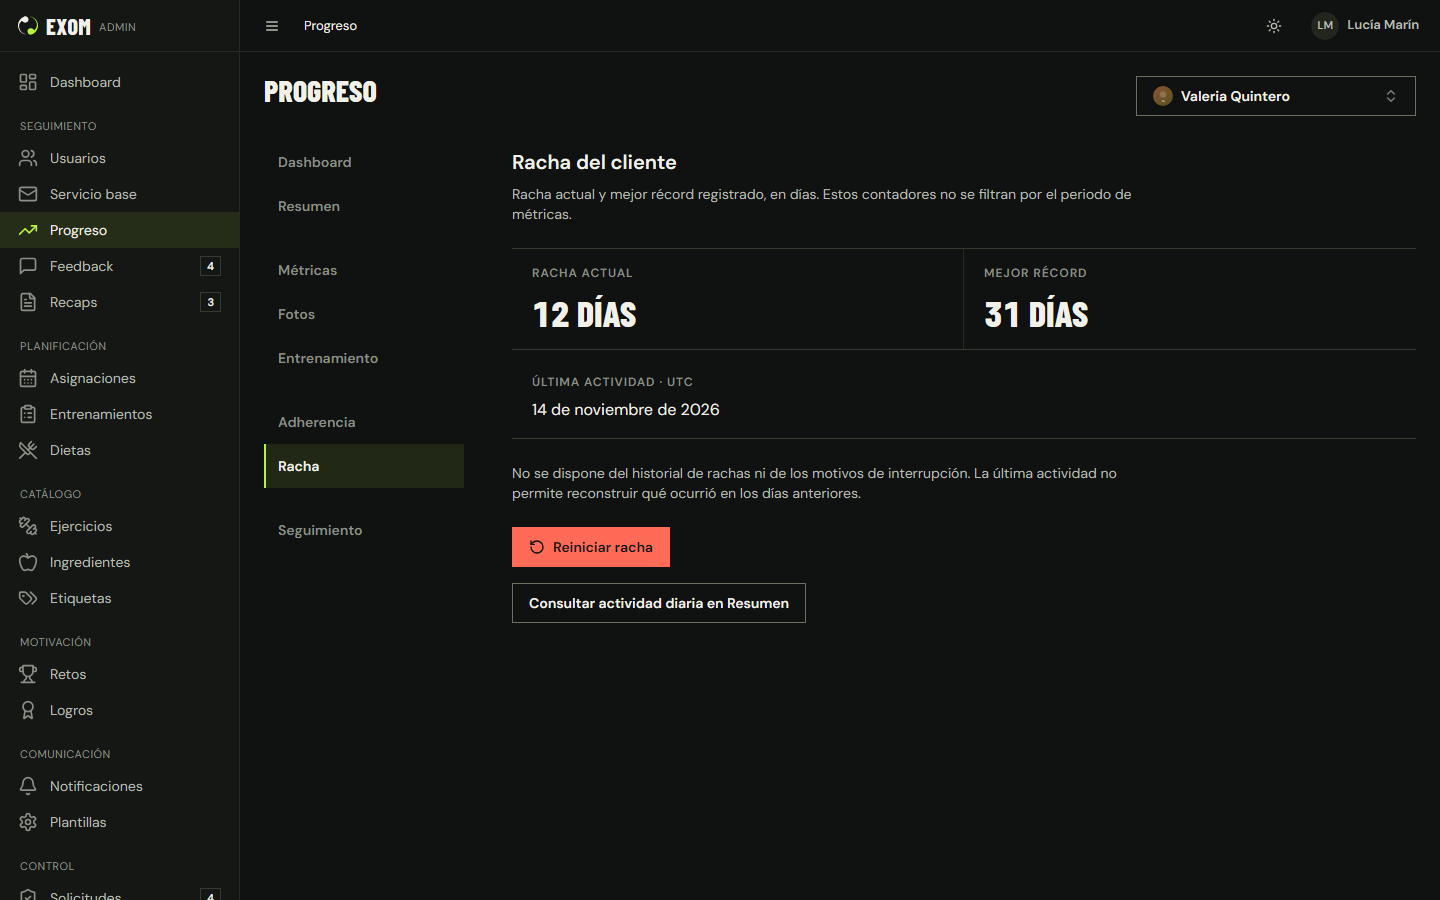 EXOM ADMIN
Progreso
LM Lucía Marín
Dashboard
SEGUIMIENTO
Usuarios
Servicio base
Progreso
Feedback 4
Recaps 3
PLANIFICACIÓN
Asignaciones
Entrenamientos
Dietas
CATÁLOGO
Ejercicios
Ingredientes
Etiquetas
MOTIVACIÓN
Retos
Logros
COMUNICACIÓN
Notificaciones
Plantillas
CONTROL
Solicitudes 4
PROGRESO
Valeria Quintero
Dashboard
Resumen
Métricas
Fotos
Entrenamiento
Adherencia
Racha
Seguimiento
Racha del cliente
Racha actual y mejor récord registrado, en días. Estos contadores no se filtran por el periodo de
métricas.
RACHA ACTUAL
12 DÍAS
MEJOR RÉCORD
31 DÍAS
ÚLTIMA ACTIVIDAD · UTC
14 de noviembre de 2026
No se dispone del historial de rachas ni de los motivos de interrupción. La última actividad no
permite reconstruir qué ocurrió en los días anteriores.
Reiniciar racha
Consultar actividad diaria en Resumen